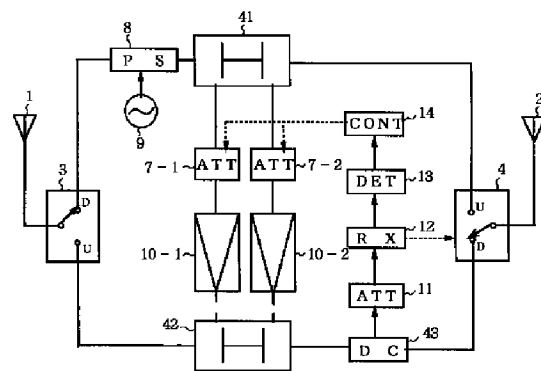 8
P S
41
1
9
14
CONT
2
7-1
ATT
ATT
7-2
3
D
U
DET
13
4
U
D
10-1
10-2
R X
12
ATT
11
42
D C
43